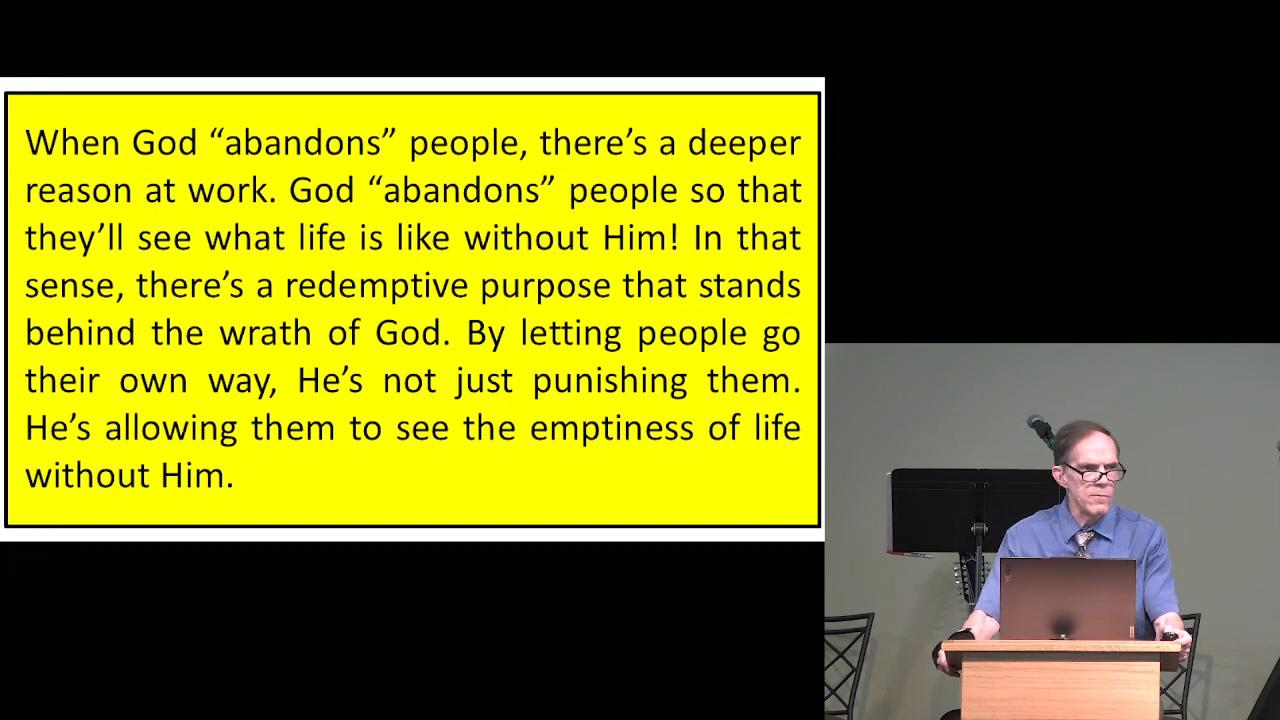 When God “abandons” people, there’s a deeper
reason at work. God “abandons” people so that
they’ll see what life is like without Him! In that
sense, there’s a redemptive purpose that stands
behind the wrath of God. By letting people go
their own way, He’s not just punishing them.
He’s allowing them to see the emptiness of life
without Him.